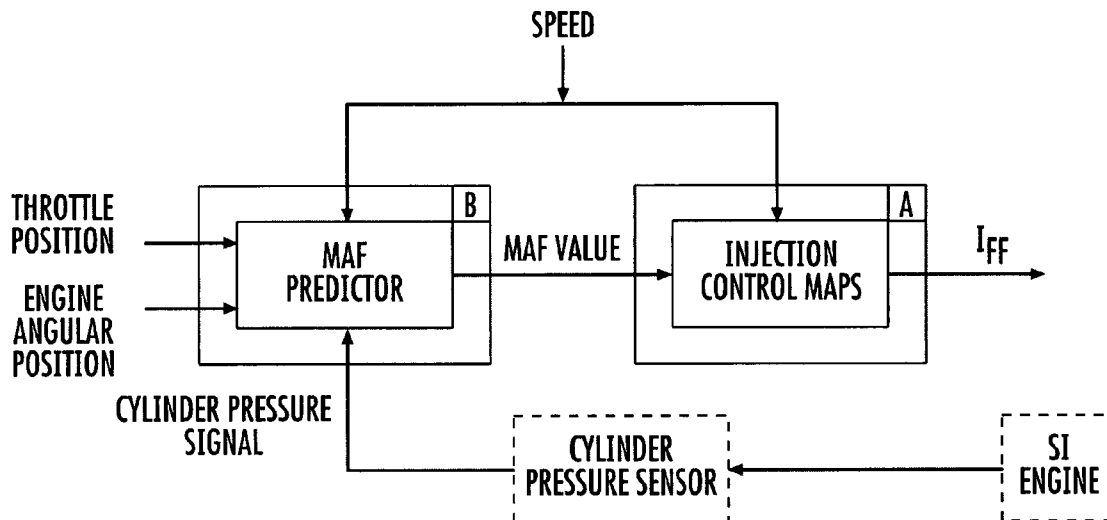 SPEED
THROTTLE
POSITION
ENGINE
ANGULAR
POSITION
B
MAF
PREDICTOR
MAF VALUE
A
INJECTION
CONTROL MAPS
IFF
CYLINDER PRESSURE
SIGNAL
CYLINDER
PRESSURE SENSOR
SI
ENGINE